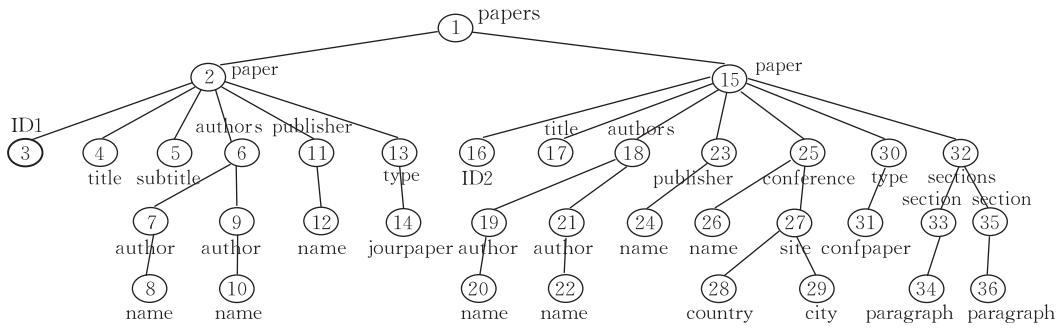 1 papers
2 paper 15 paper
ID1 authors publisher title authors
3 4 5 6 11 13 16 17 18 23 25 30 32
title subtitle type ID2 publisher conference type sections
section section
7 9 12 14 19 21 24 26 27 31 33 35
author author name jourpaper author author name name site confpaper
8 10 20 22 28 29 34 36
name name name name country city paragraph paragraph